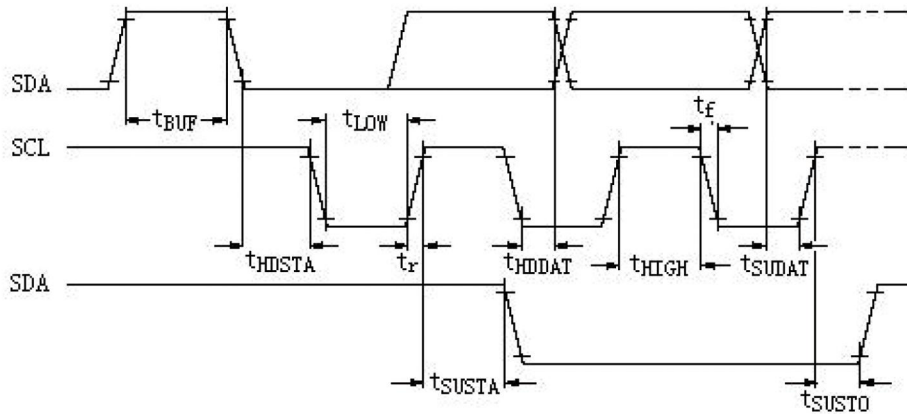 SDA
tBUF
tLOW
tf
SCL
tHDSTA
tr
tHDDAT
tHIGH
tSUDAT
SDA
tSUSTA
tSUSTO